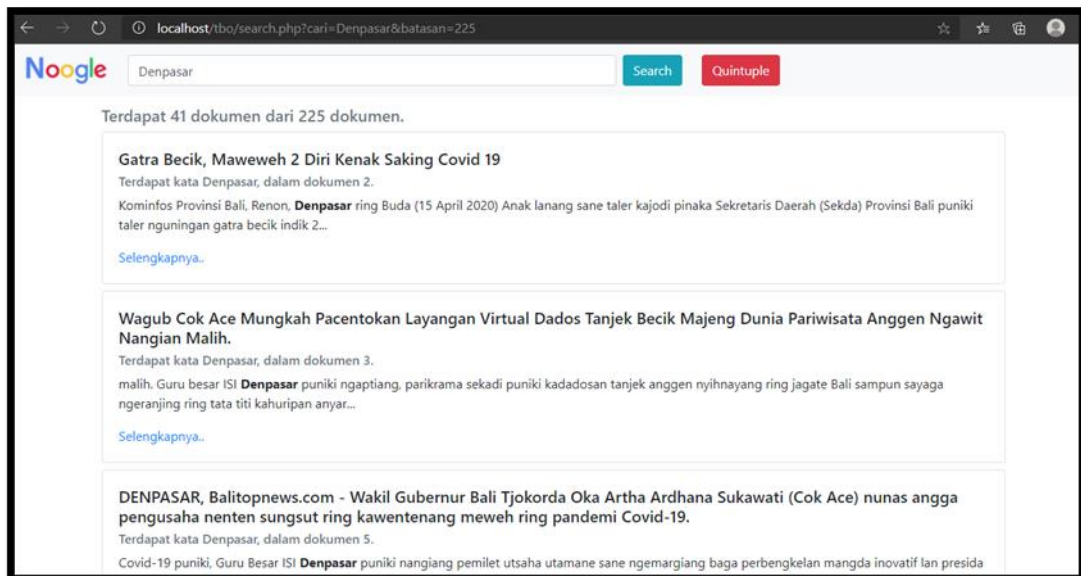 localhost/tbo/search.php?cari=Denpasar&batasan=225
Noogle
Denpasar
Search
Quintuple
Terdapat 41 dokumen dari 225 dokumen.
Gatra Becik, Maweweh 2 Diri Kenak Saking Covid 19
Terdapat kata Denpasar, dalam dokumen 2.
Kominfos Provinsi Bali, Renon, Denpasar ring Buda (15 April 2020) Anak lanang sane taler kajodi pinaka Sekretaris Daerah (Sekda) Provinsi Bali puniki
taler nguningan gatra becik indik 2...
Selengkapnya..
Wagub Cok Ace Mungkah Pacentokan Layangan Virtual Dados Tanjek Becik Majeng Dunia Pariwisata Anggen Ngawit
Nangian Malih.
Terdapat kata Denpasar, dalam dokumen 3.
malih. Guru besar ISI Denpasar puniki ngaptiang, parikrama sekadi puniki kadadosan tanjek anggen nyihnayang ring jagate Bali sampun sayaga
ngeranjing ring tata titi kahuripan anyar...
Selengkapnya..
DENPASAR, Balitopnews.com - Wakil Gubernur Bali Tjokorda Oka Artha Ardhana Sukawati (Cok Ace) nunas angga
pengusaha nenten sungsut ring kawentenang meweh ring pandemi Covid-19.
Terdapat kata Denpasar, dalam dokumen 5.
Covid-19 puniki, Guru Besar ISI Denpasar puniki nangiang pemilet utsaha utamane sane ngemargiang baga perbengkelan mangda inovatif lan presida